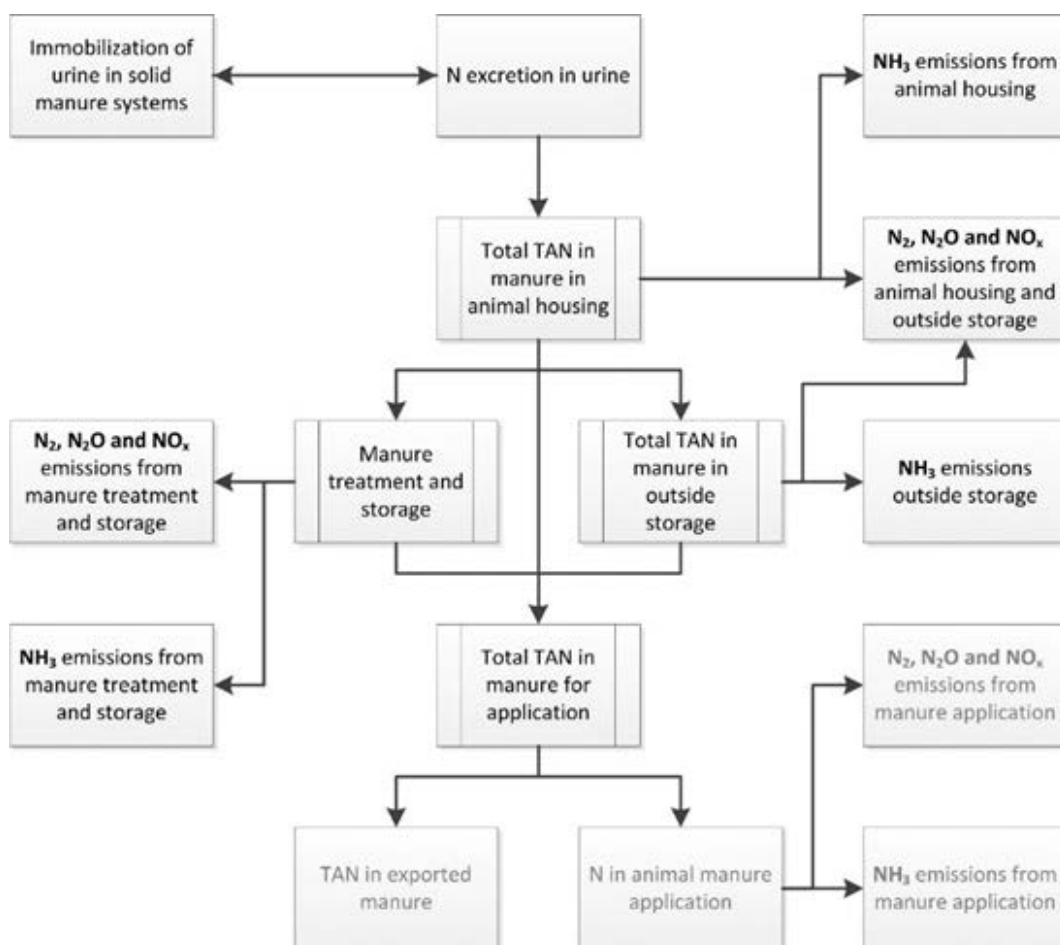 Immobilization of
urine in solid
manure systems
N excretion in urine
NH₃ emissions from
animal housing
Total TAN in
manure in
animal housing
N₂, N₂O and NOₓ
emissions from
animal housing and
outside storage
N₂, N₂O and NOₓ
emissions from
manure treatment
and storage
Manure
treatment and
storage
Total TAN in
manure in
outside
storage
NH₃ emissions
outside storage
NH₃ emissions from
manure treatment
and storage
Total TAN in
manure for
application
N₂, N₂O and NOₓ
emissions from
manure application
TAN in exported
manure
N in animal manure
application
NH₃ emissions from
manure application